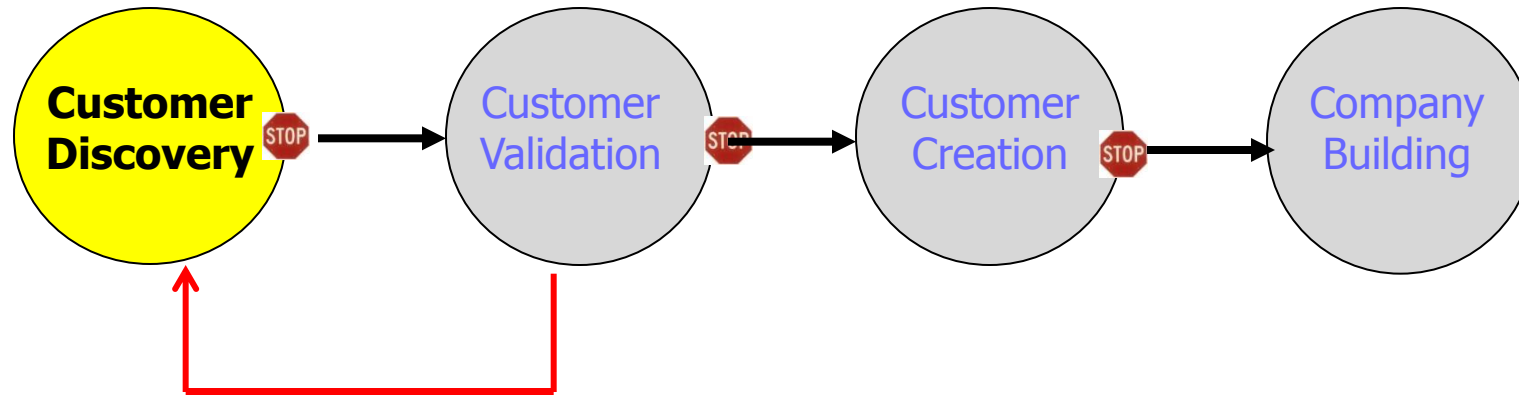 Customer
Discovery
STOP
Customer
Validation
STOP
Customer
Creation
STOP
Company
Building